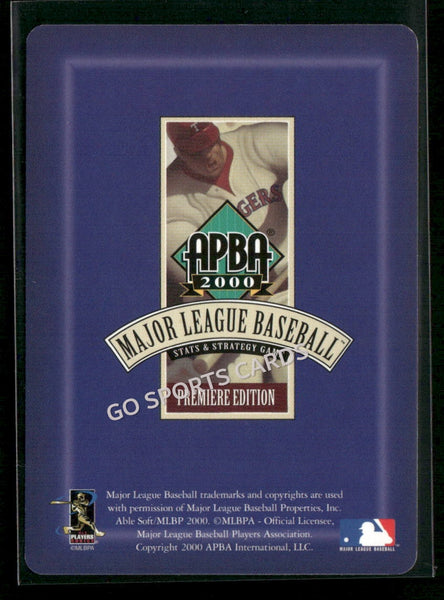 T
GERS
APBA®
2000
MAJOR LEAGUE BASEBALL™
STATS & STRATEGY GAME
GO SPORTS CARDS
PREMIERE EDITION
Major League Baseball trademarks and copyrights are used
with permission of Major League Baseball Properties, Inc.
Able Soft/MLBP 2000. ©MLBPA - Official Licensee,
Major League Baseball Players Association.
Copyright 2000 APBA International, LLC.
PLAYERS
©MLBPA
MAJOR LEAGUE BASEBALL